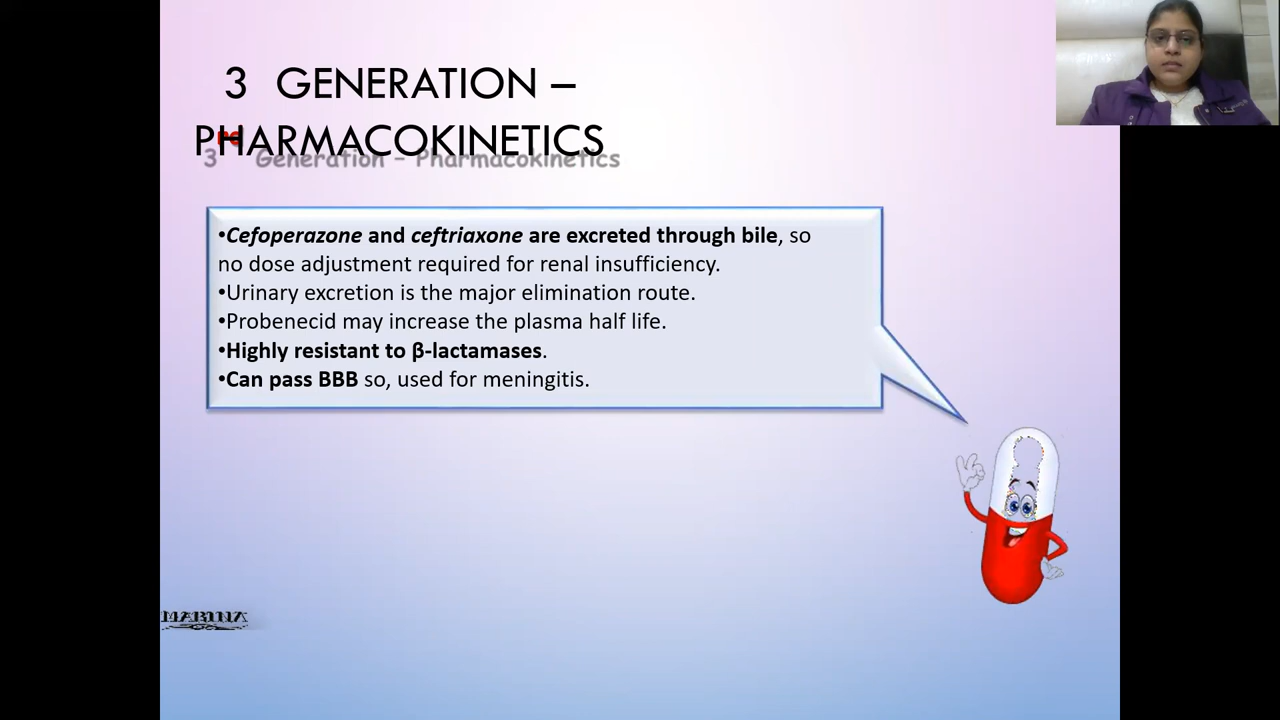 3 GENERATION –
PHARMACOKINETICS
3 Generation – Pharmacokinetics
•Cefoperazone and ceftriaxone are excreted through bile, so
no dose adjustment required for renal insufficiency.
•Urinary excretion is the major elimination route.
•Probenecid may increase the plasma half life.
•Highly resistant to β-lactamases.
•Can pass BBB so, used for meningitis.